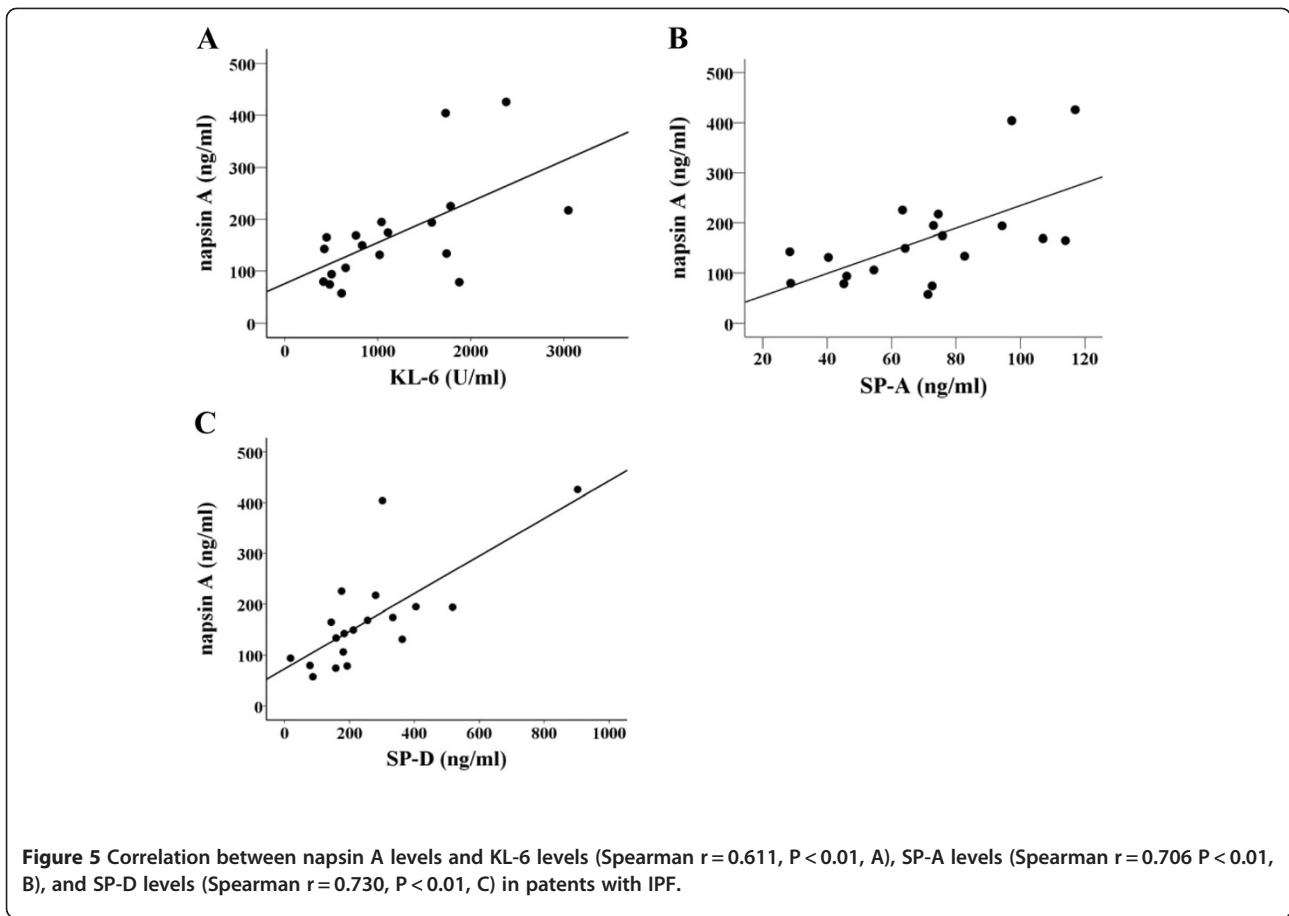 A
500
400
300
200
100
0
napsin A (ng/ml)
0 1000 2000 3000
KL-6 (U/ml)
B
500
400
300
200
100
0
napsin A (ng/ml)
20 40 60 80 100 120
SP-A (ng/ml)
C
500
400
300
200
100
0
napsin A (ng/ml)
0 200 400 600 800 1000
SP-D (ng/ml)
Figure 5 Correlation between napsin A levels and KL-6 levels (Spearman r = 0.611, P < 0.01, A), SP-A levels (Spearman r = 0.706 P < 0.01,
B), and SP-D levels (Spearman r = 0.730, P < 0.01, C) in patents with IPF.